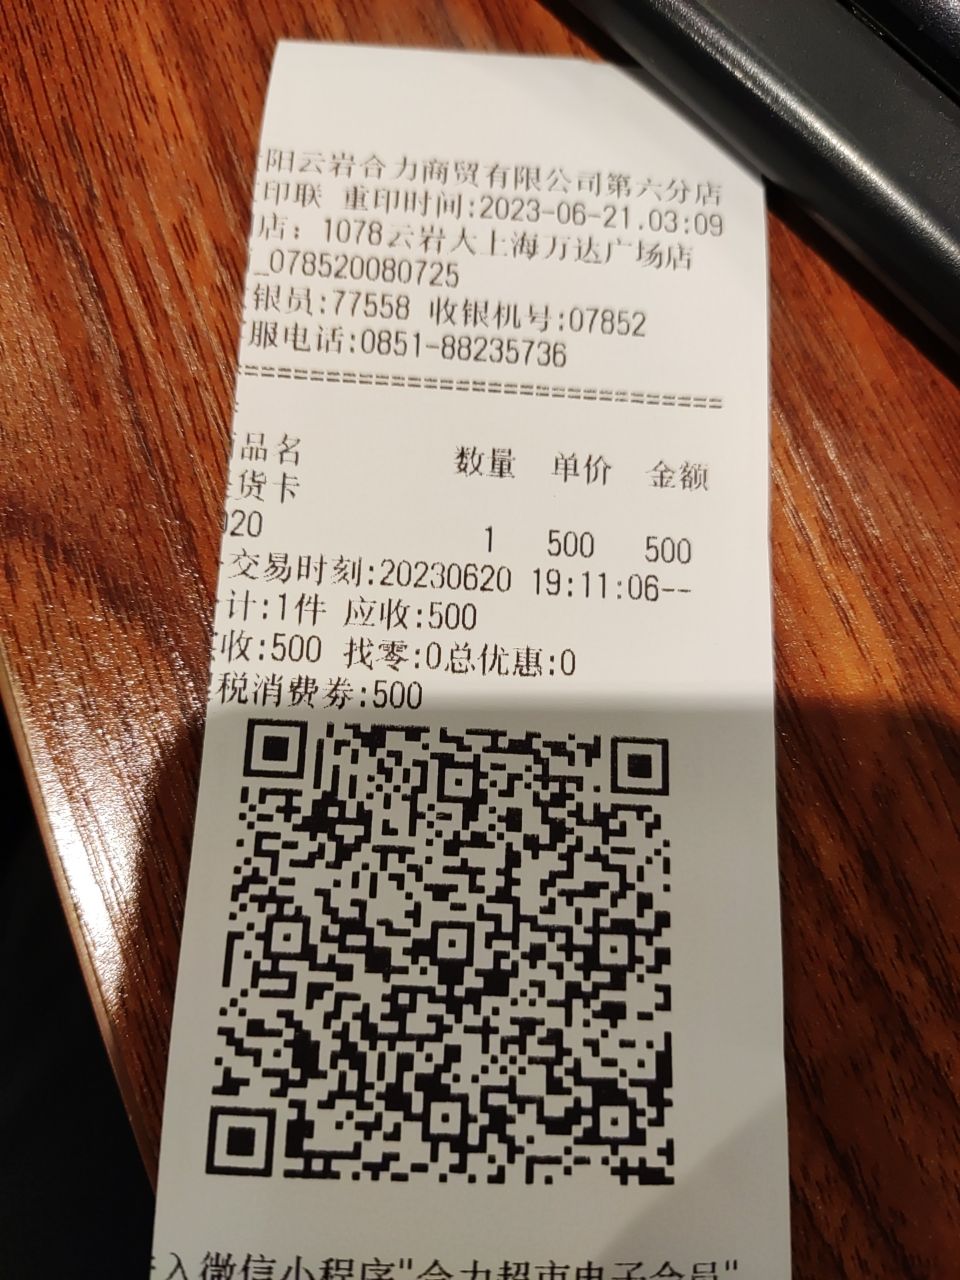 阳云岩合力商贸有限公司第六分店
印联 重印时间:2023-06-21.03:09
店：1078云岩大上海万达广场店
_078520080725
银员:77558 收银机号:07852
服电话:0851-88235736
================================
品名 数量 单价 金额
货卡
020 1 500 500
交易时刻:20230620 19:11:06--
计:1件 应收:500
收:500 找零:0总优惠:0
税消费券:500
入微信小程序"合力超市电子会员"